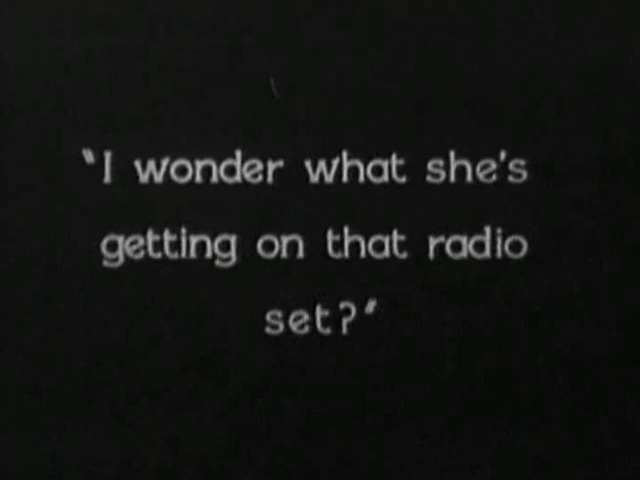 "I wonder what she's
getting on that radio
set?"